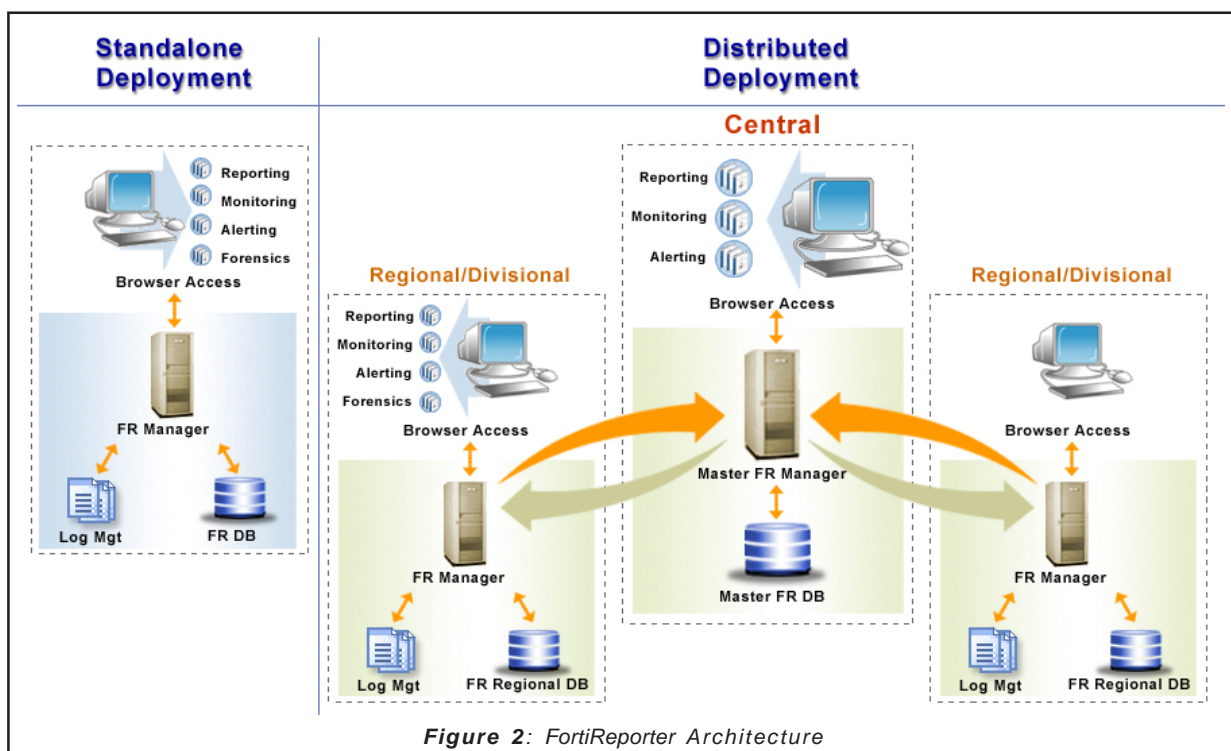 Standalone
Deployment
Distributed
Deployment
Reporting
Monitoring
Alerting
Forensics
Browser Access
FR Manager
Log Mgt
FR DB
Regional/Divisional
Reporting
Monitoring
Alerting
Forensics
Browser Access
FR Manager
Log Mgt
FR Regional DB
Central
Reporting
Monitoring
Alerting
Browser Access
Master FR Manager
Master FR DB
Regional/Divisional
Browser Access
FR Manager
Log Mgt
FR Regional DB
Figure 2: FortiReporter Architecture